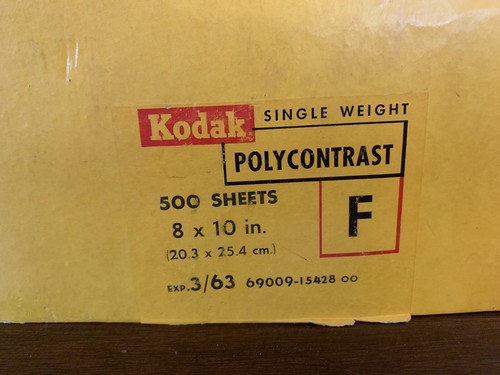 Kodak SINGLE WEIGHT
POLYCONTRAST
500 SHEETS
8 x 10 in.
F
(20.3 x 25.4 cm.)
EXP. 3/63 69009-15428 00